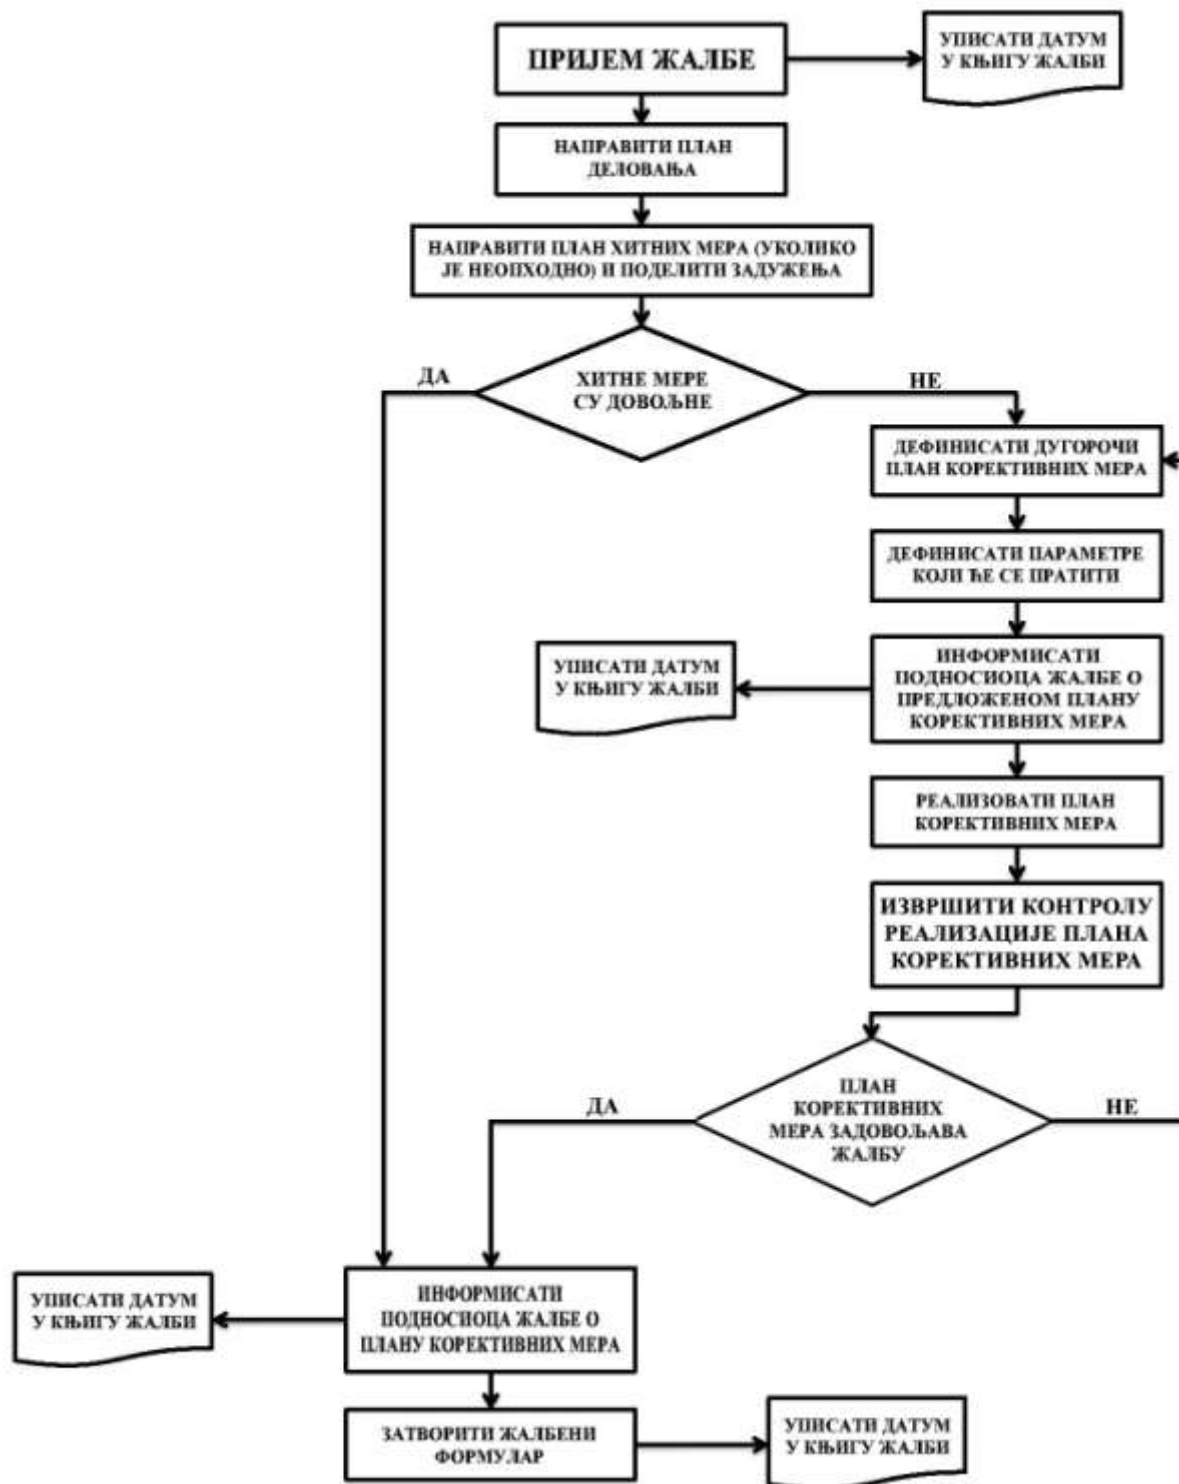 ПРИЈЕМ ЖАЛБЕ
УПИСАТИ ДАТУМ
У КЊИГУ ЖАЛБИ
НАПРАВИТИ ПЛАН
ДЕЛОВАЊА
НАПРАВИТИ ПЛАН ХИТНИХ МЕРА (УКОЛИКО
ЈЕ НЕОПХОДНО) И ПОДЕЛИТИ ЗАДУЖЕЊА
ДА
ХИТНЕ МЕРЕ
СУ ДОВОЉНЕ
НЕ
ДЕФИНИСАТИ ДУГОРОЧИ
ПЛАН КОРЕКТИВНИХ МЕРА
ДЕФИНИСАТИ ПАРАМЕТРЕ
КОЈИ ЋЕ СЕ ПРАТИТИ
УПИСАТИ ДАТУМ
У КЊИГУ ЖАЛБИ
ИНФОРМИСАТИ
ПОДНОСИОЦА ЖАЛБЕ О
ПРЕДЛОЖЕНОМ ПЛАНУ
КОРЕКТИВНИХ МЕРА
РЕАЛИЗОВАТИ ПЛАН
КОРЕКТИВНИХ МЕРА
ИЗВРШИТИ КОНТРОЛУ
РЕАЛИЗАЦИЈЕ ПЛАНА
КОРЕКТИВНИХ МЕРА
ДА
ПЛАН
КОРЕКТИВНИХ
МЕРА ЗАДОВОЉАВА
ЖАЛБУ
НЕ
УПИСАТИ ДАТУМ
У КЊИГУ ЖАЛБИ
ИНФОРМИСАТИ
ПОДНОСИОЦА ЖАЛБЕ О
ПЛАНУ КОРЕКТИВНИХ МЕРА
ЗАТВОРИТИ ЖАЛБЕНИ
ФОРМУЛАР
УПИСАТИ ДАТУМ
У КЊИГУ ЖАЛБИ